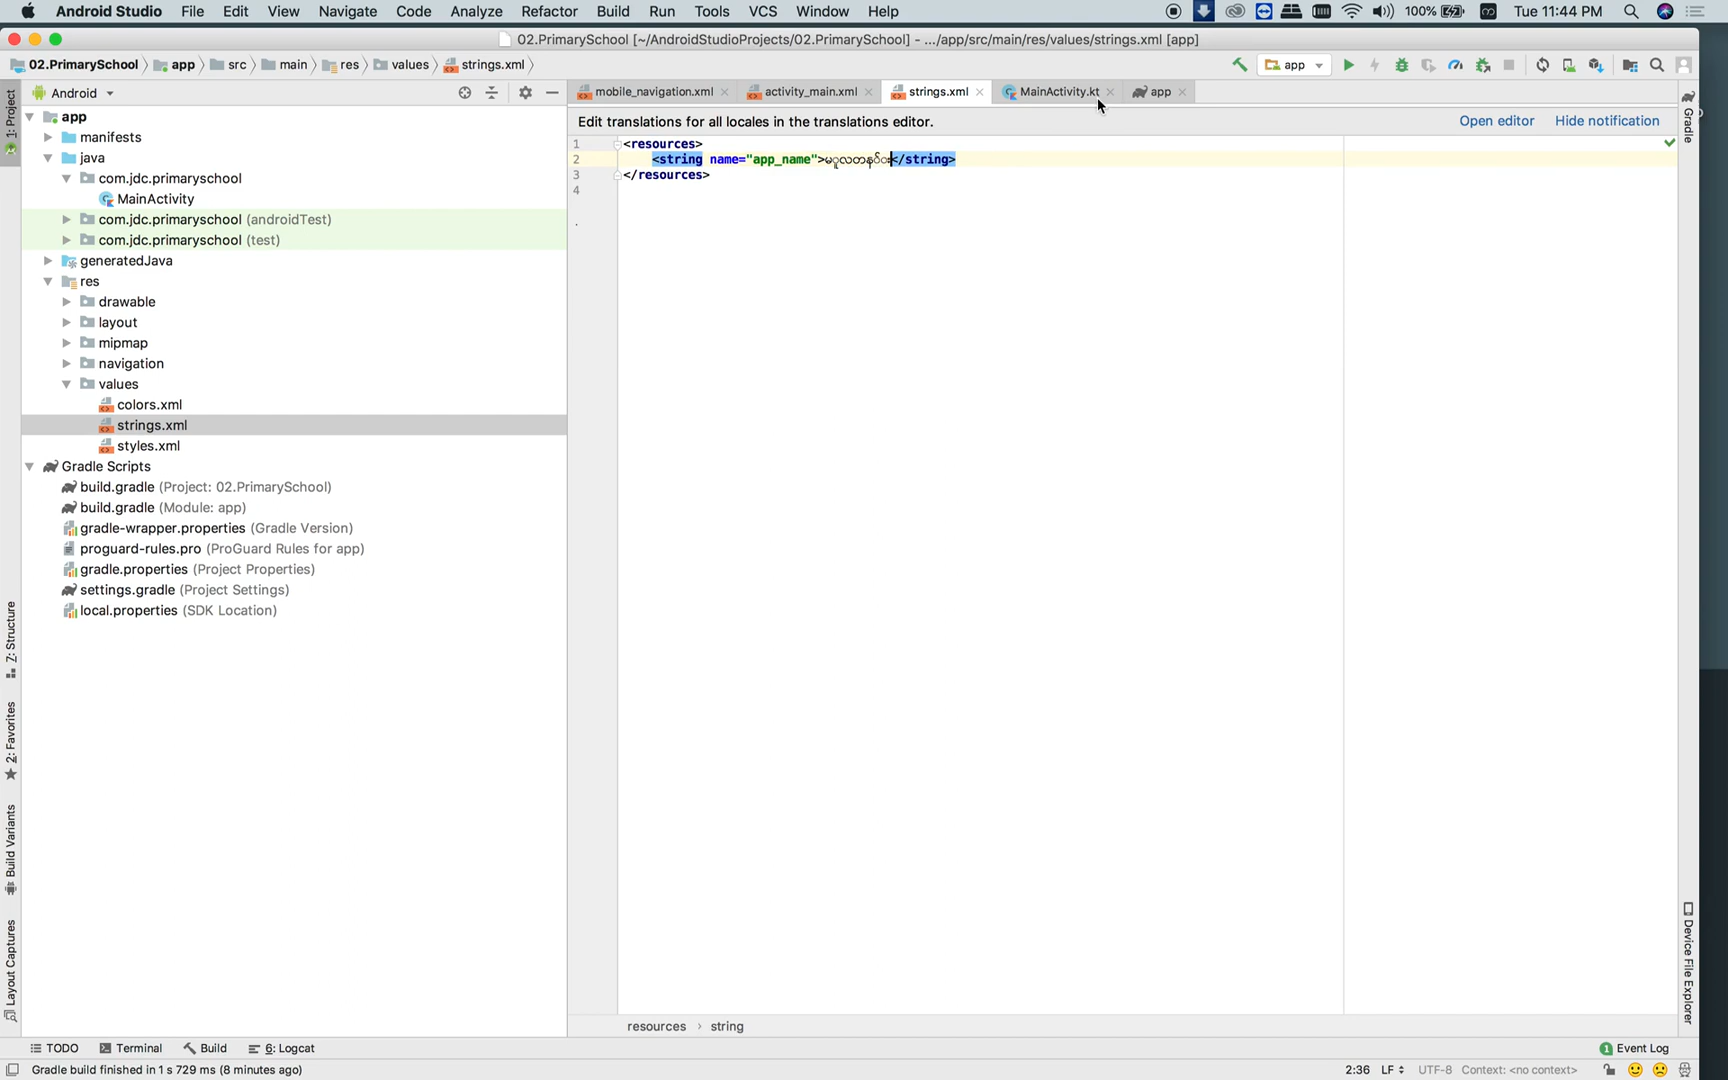 Android Studio File Edit View Navigate Code Analyze Refactor Build Run Tools VCS Window Help 100% Tue 11:44 PM
02.PrimarySchool [~/AndroidStudioProjects/02.PrimarySchool] - .../app/src/main/res/values/strings.xml [app]
02.PrimarySchool app src main res values strings.xml app
Android
mobile_navigation.xml activity_main.xml strings.xml MainActivity.kt app
Edit translations for all locales in the translations editor. Open editor Hide notification
1: Project
app
manifests
java
com.jdc.primaryschool
MainActivity
com.jdc.primaryschool (androidTest)
com.jdc.primaryschool (test)
generatedJava
res
drawable
layout
mipmap
navigation
values
colors.xml
strings.xml
styles.xml
Gradle Scripts
build.gradle (Project: 02.PrimarySchool)
build.gradle (Module: app)
gradle-wrapper.properties (Gradle Version)
proguard-rules.pro (ProGuard Rules for app)
gradle.properties (Project Properties)
settings.gradle (Project Settings)
local.properties (SDK Location)
1 <resources>
2 <string name="app_name">မူလတန်း</string>
3 </resources>
4
Z: Structure
2: Favorites
Build Variants
Layout Captures
Gradle
Device File Explorer
resources › string
TODO Terminal Build 6: Logcat 1 Event Log
Gradle build finished in 1 s 729 ms (8 minutes ago) 2:36 LF UTF-8 Context: <no context>